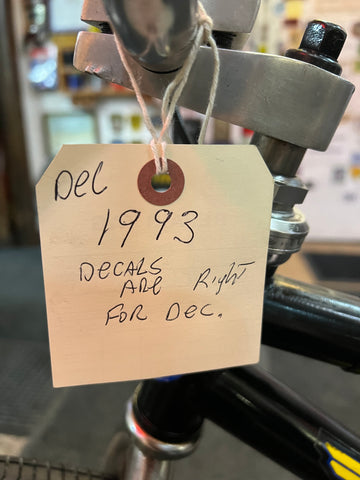 Del
1993
DECALS
ARE Right
FOR DEC.